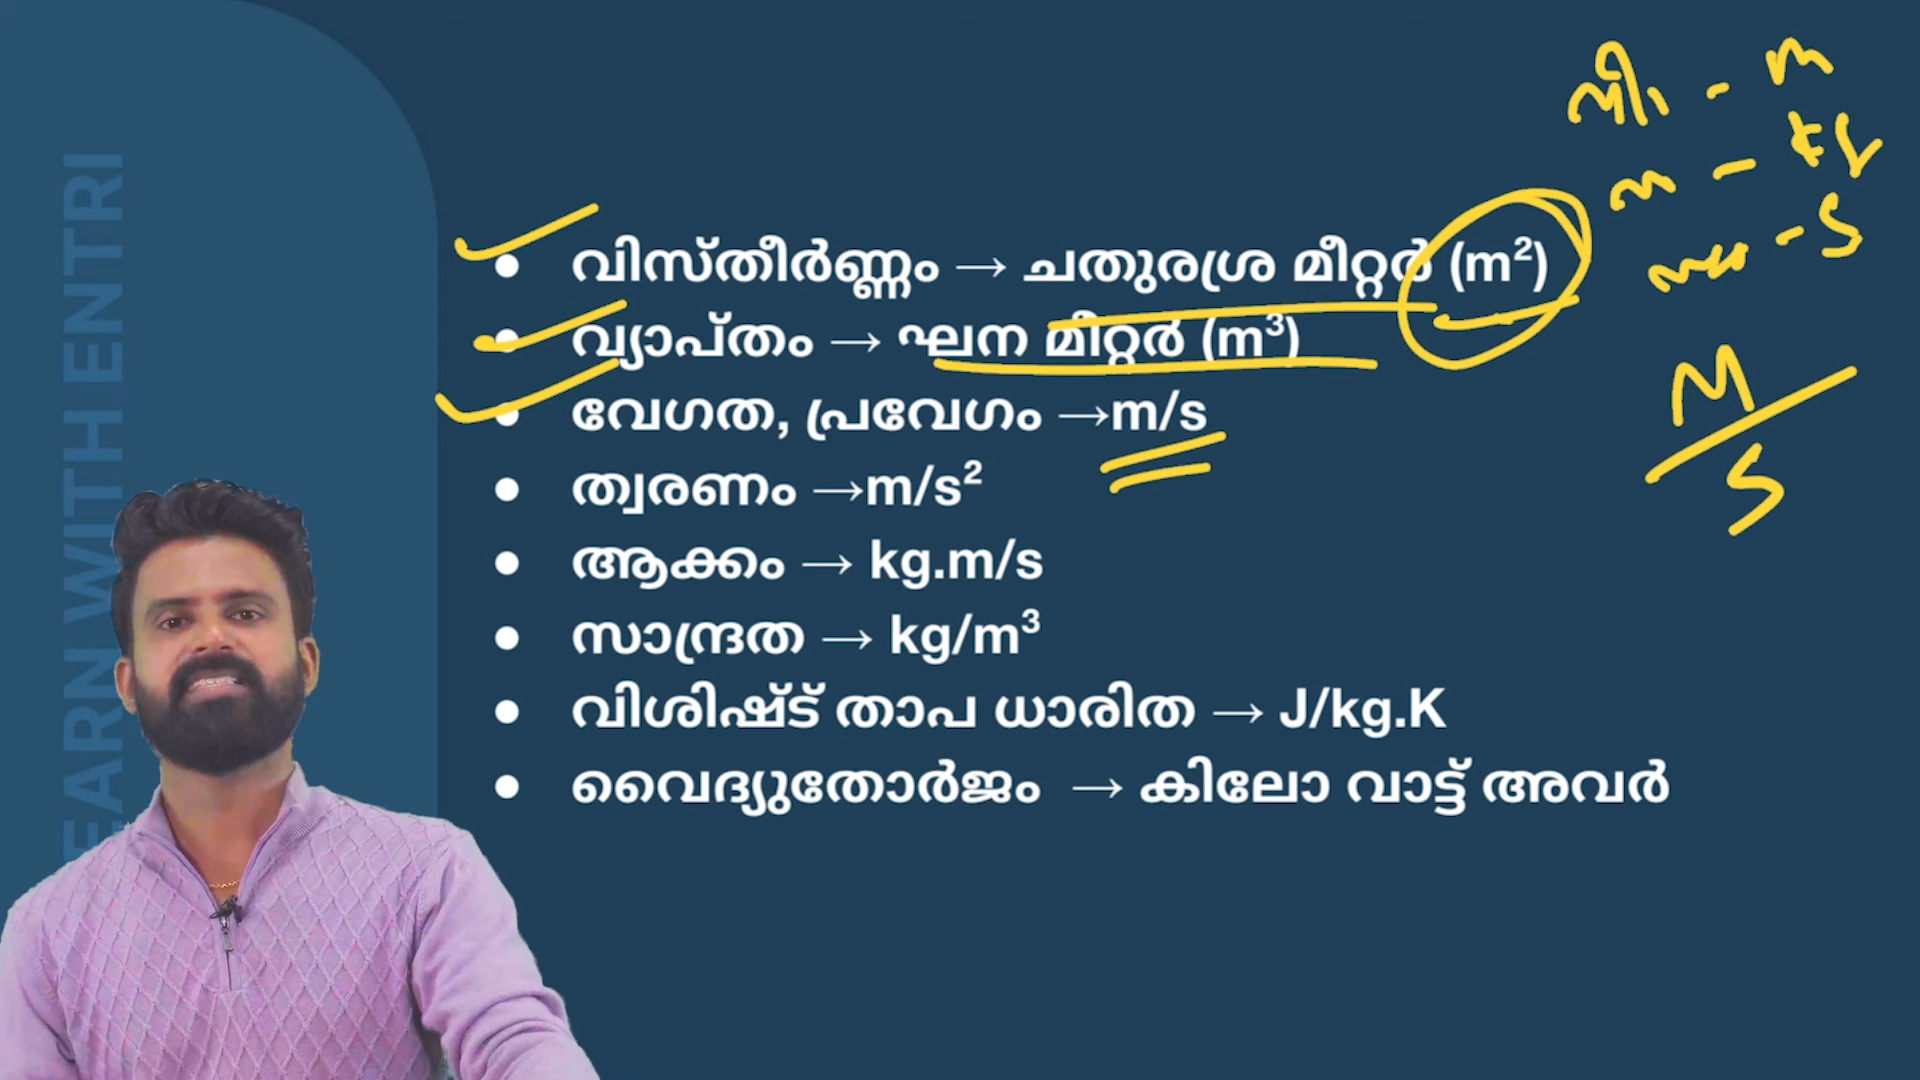 LEARN WITH ENTRI
വിസ്തീർണ്ണം → ചതുരശ്ര മീറ്റർ (m²)
വ്യാപ്തം → ഘന മീറ്റർ (m³)
വേഗത, പ്രവേഗം →m/s
ത്വരണം →m/s²
ആക്കം → kg.m/s
സാന്ദ്രത → kg/m³
വിശിഷ്ട് താപ ധാരിത → J/kg.K
വൈദ്യുതോർജം → കിലോ വാട്ട് അവർ
നീ - m
- kg
- S
M
S